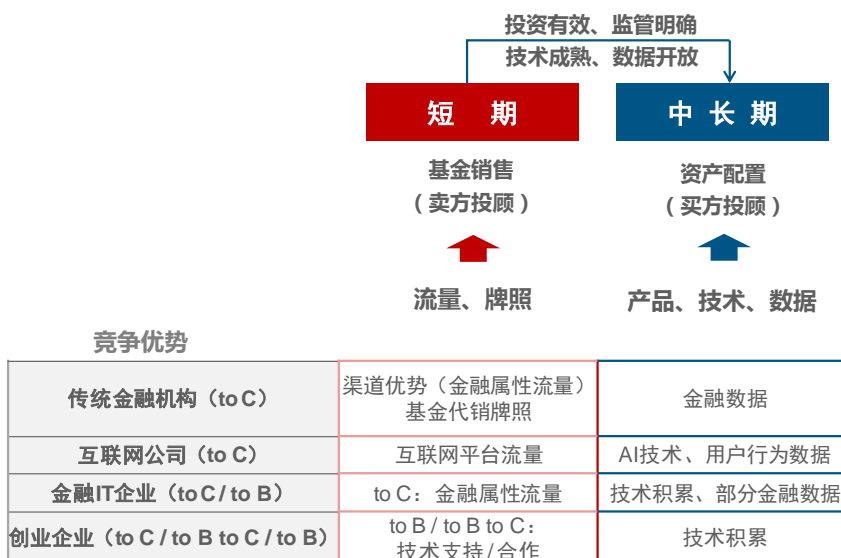 投资有效、监管明确
技术成熟、数据开放
短 期
中 长 期
基金销售
（卖方投顾）
资产配置
（买方投顾）
流量、牌照
产品、技术、数据
竞争优势
传统金融机构（to C）
渠道优势（金融属性流量）
基金代销牌照
金融数据
互联网公司（to C）
互联网平台流量
AI技术、用户行为数据
金融IT企业（to C / to B）
to C：金融属性流量
技术积累、部分金融数据
创业企业（to C / to B to C / to B）
to B / to B to C：
技术支持/合作
技术积累